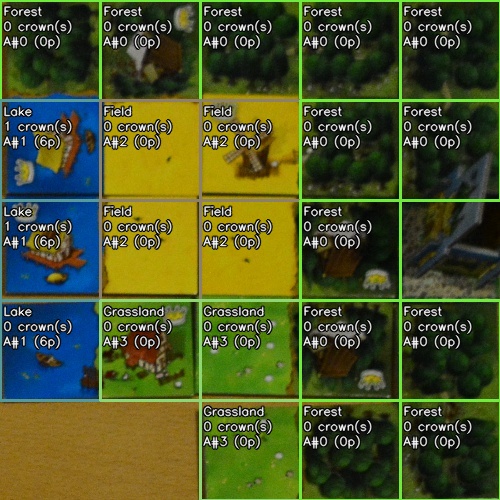 Forest
0 crown(s)
A#0 (0p)
Forest
0 crown(s)
A#0 (0p)
Forest
0 crown(s)
A#0 (0p)
Forest
0 crown(s)
A#0 (0p)
Forest
0 crown(s)
A#0 (0p)
Lake
1 crown(s)
A#1 (6p)
Field
0 crown(s)
A#2 (0p)
Field
0 crown(s)
A#2 (0p)
Forest
0 crown(s)
A#0 (0p)
Forest
0 crown(s)
A#0 (0p)
Lake
1 crown(s)
A#1 (6p)
Field
0 crown(s)
A#2 (0p)
Field
0 crown(s)
A#2 (0p)
Forest
0 crown(s)
A#0 (0p)
Lake
0 crown(s)
A#1 (6p)
Grassland
0 crown(s)
A#3 (0p)
Grassland
0 crown(s)
A#3 (0p)
Forest
0 crown(s)
A#0 (0p)
Forest
0 crown(s)
A#0 (0p)
Grassland
0 crown(s)
A#3 (0p)
Forest
0 crown(s)
A#0 (0p)
Forest
0 crown(s)
A#0 (0p)